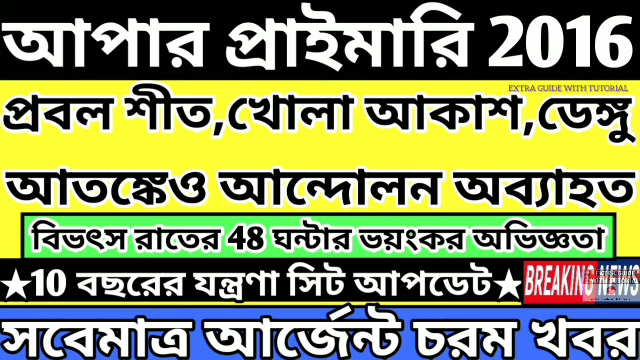 আপার প্রাইমারি 2016
EXTRA GUIDE WITH TUTORIAL
প্রবল শীত,খোলা আকাশ,ডেঙ্গু
আতঙ্কেও আন্দোলন অব্যাহত
বিভৎস রাতের 48 ঘন্টার ভয়ংকর অভিজ্ঞতা
★10 বছরের যন্ত্রণা সিট আপডেট★
BREAKING NEWS
সবেমাত্র আর্জেন্ট চরম খবর